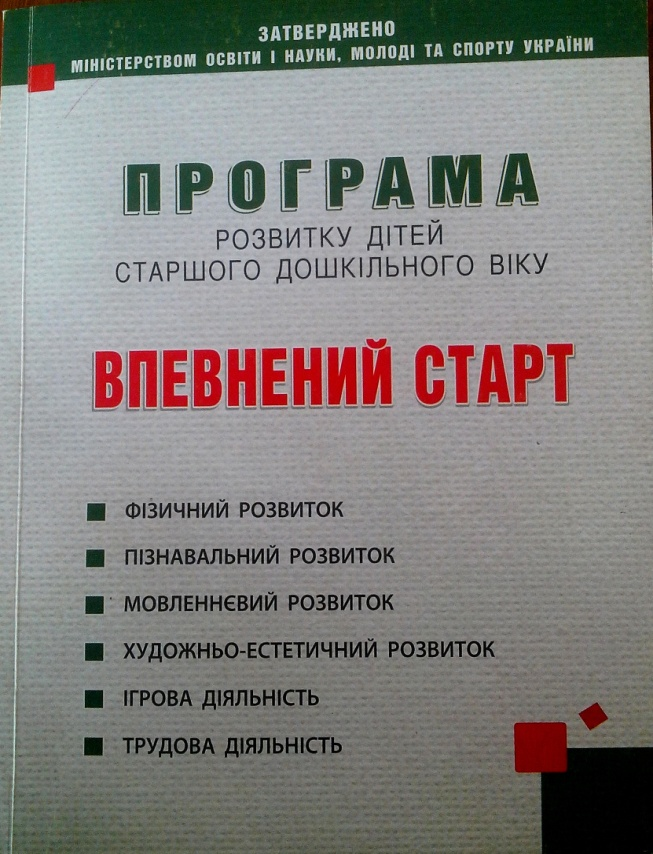 ЗАТВЕРДЖЕНО
МІНІСТЕРСТВОМ ОСВІТИ І НАУКИ, МОЛОДІ ТА СПОРТУ УКРАЇНИ
ПРОГРАМА
РОЗВИТКУ ДІТЕЙ
СТАРШОГО ДОШКІЛЬНОГО ВІКУ
ВПЕВНЕНИЙ СТАРТ
ФІЗИЧНИЙ РОЗВИТОК
ПІЗНАВАЛЬНИЙ РОЗВИТОК
МОВЛЕННЄВИЙ РОЗВИТОК
ХУДОЖНЬО-ЕСТЕТИЧНИЙ РОЗВИТОК
ІГРОВА ДІЯЛЬНІСТЬ
ТРУДОВА ДІЯЛЬНІСТЬ